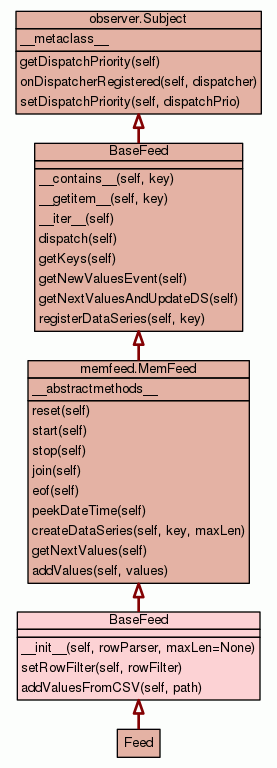 observer.Subject
__metaclass__
getDispatchPriority(self)
onDispatcherRegistered(self, dispatcher)
setDispatchPriority(self, dispatchPrio)
BaseFeed
__contains__(self, key)
__getitem__(self, key)
__iter__(self)
dispatch(self)
getKeys(self)
getNewValuesEvent(self)
getNextValuesAndUpdateDS(self)
registerDataSeries(self, key)
memfeed.MemFeed
__abstractmethods__
reset(self)
start(self)
stop(self)
join(self)
eof(self)
peekDateTime(self)
createDataSeries(self, key, maxLen)
getNextValues(self)
addValues(self, values)
BaseFeed
__init__(self, rowParser, maxLen=None)
setRowFilter(self, rowFilter)
addValuesFromCSV(self, path)
Feed